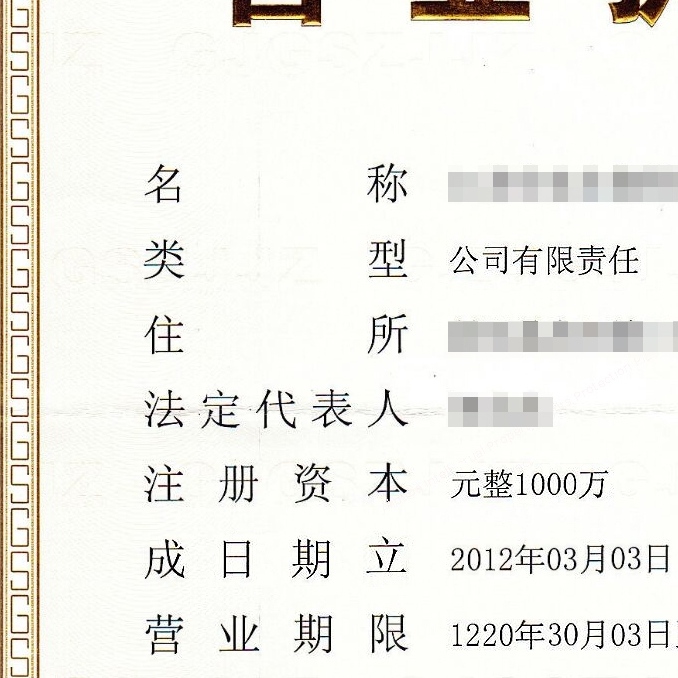 名称
类型 公司有限责任
住所
法定代表人
注册资本 元整1000万
成日期立 2012年03月03日
营业期限 1220年30月03日